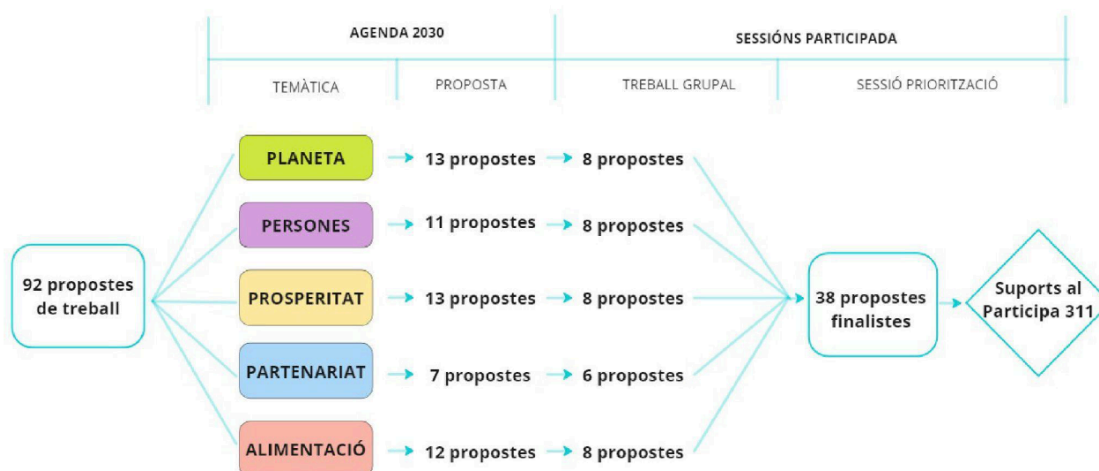 AGENDA 2030
SESSIÓNS PARTICIPADA
TEMÀTICA
PROPOSTA
TREBALL GRUPAL
SESSIÓ PRIORITZACIÓ
92 propostes
de treball
PLANETA
13 propostes
8 propostes
PERSONES
11 propostes
8 propostes
PROSPERITAT
13 propostes
8 propostes
PARTENARIAT
7 propostes
6 propostes
ALIMENTACIÓ
12 propostes
8 propostes
38 propostes
finalistes
Suports al
Participa 311